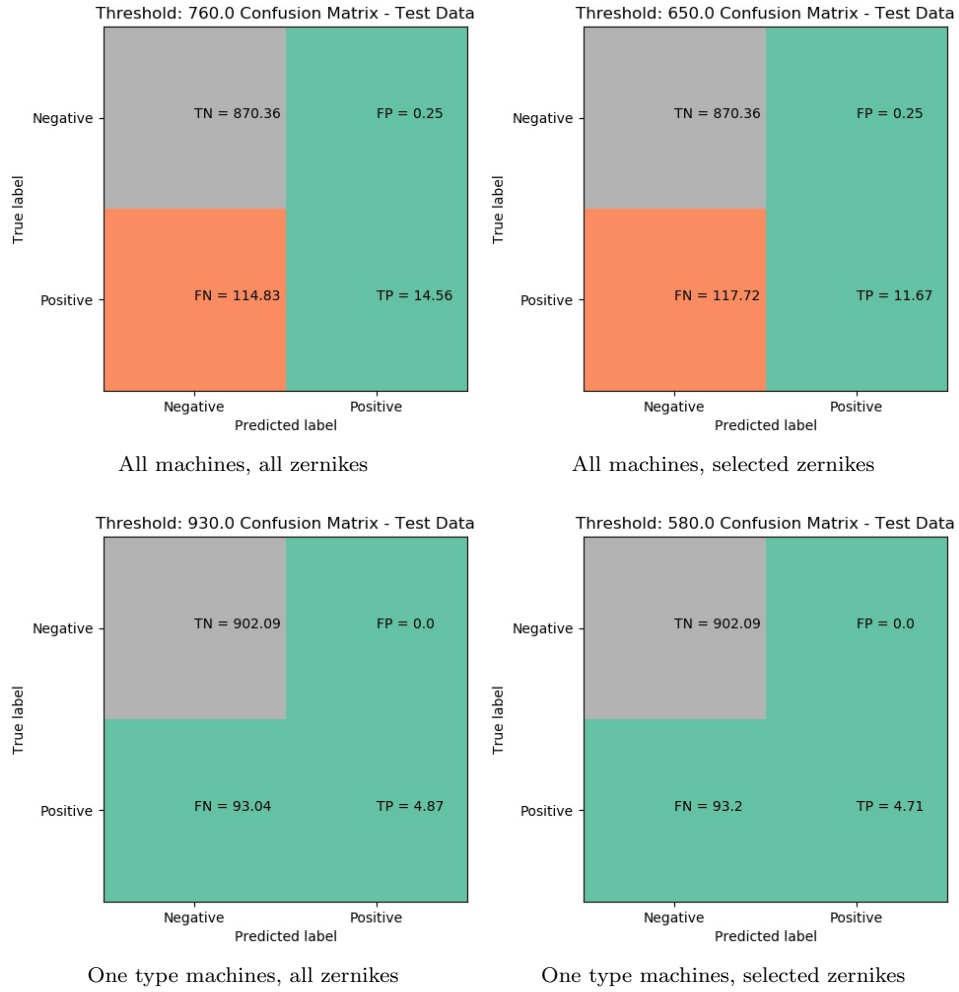 Threshold: 760.0 Confusion Matrix - Test Data
Negative
TN = 870.36
FP = 0.25
True label
Positive
FN = 114.83
TP = 14.56
Negative
Positive
Predicted label
All machines, all zernikes
Threshold: 650.0 Confusion Matrix - Test Data
Negative
TN = 870.36
FP = 0.25
True label
Positive
FN = 117.72
TP = 11.67
Negative
Positive
Predicted label
All machines, selected zernikes
Threshold: 930.0 Confusion Matrix - Test Data
Negative
TN = 902.09
FP = 0.0
True label
Positive
FN = 93.04
TP = 4.87
Negative
Positive
Predicted label
One type machines, all zernikes
Threshold: 580.0 Confusion Matrix - Test Data
Negative
TN = 902.09
FP = 0.0
True label
Positive
FN = 93.2
TP = 4.71
Negative
Positive
Predicted label
One type machines, selected zernikes